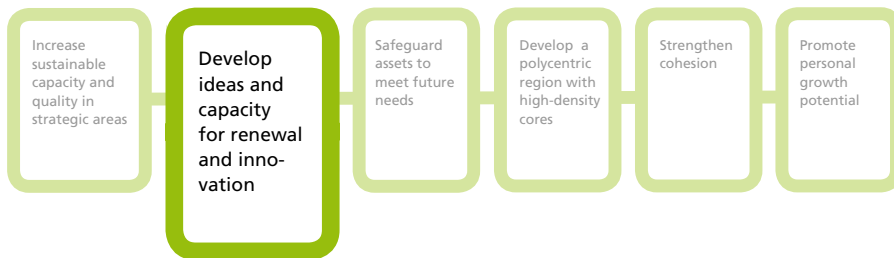 Increase
sustainable
capacity and
quality in
strategic areas
Develop
ideas and
capacity
for renewal
and inno-
vation
Safeguard
assets to
meet future
needs
Develop a
polycentric
region with
high-density
cores
Strengthen
cohesion
Promote
personal
growth
potential